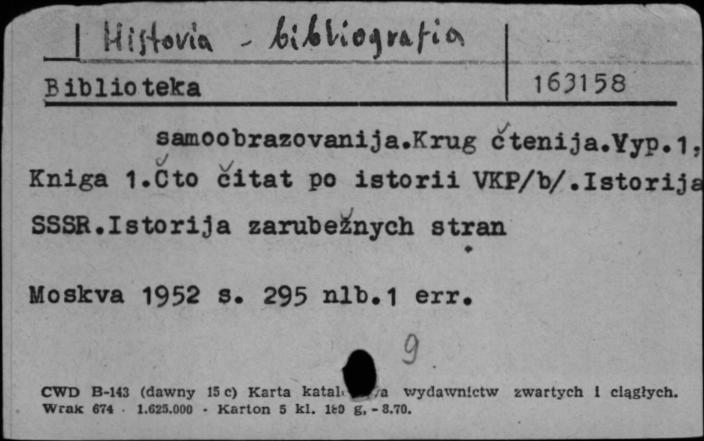 Historia - bibliografia
Biblioteka 163158
samoobrazovanija.Krug čtenija.Vyp.1,
Kniga 1.Čto čitat po istorii VKP/b/.Istorija
SSSR.Istorija zarubežnych stran
Moskva 1952 s. 295 nlb.1 err.
9
CWD B-143 (dawny 15 c) Karta wydawnictw zwartych i ciągłych.
Wrak 674 · 1.625.000 - Karton 5 kl. 180 g, - 8.70.